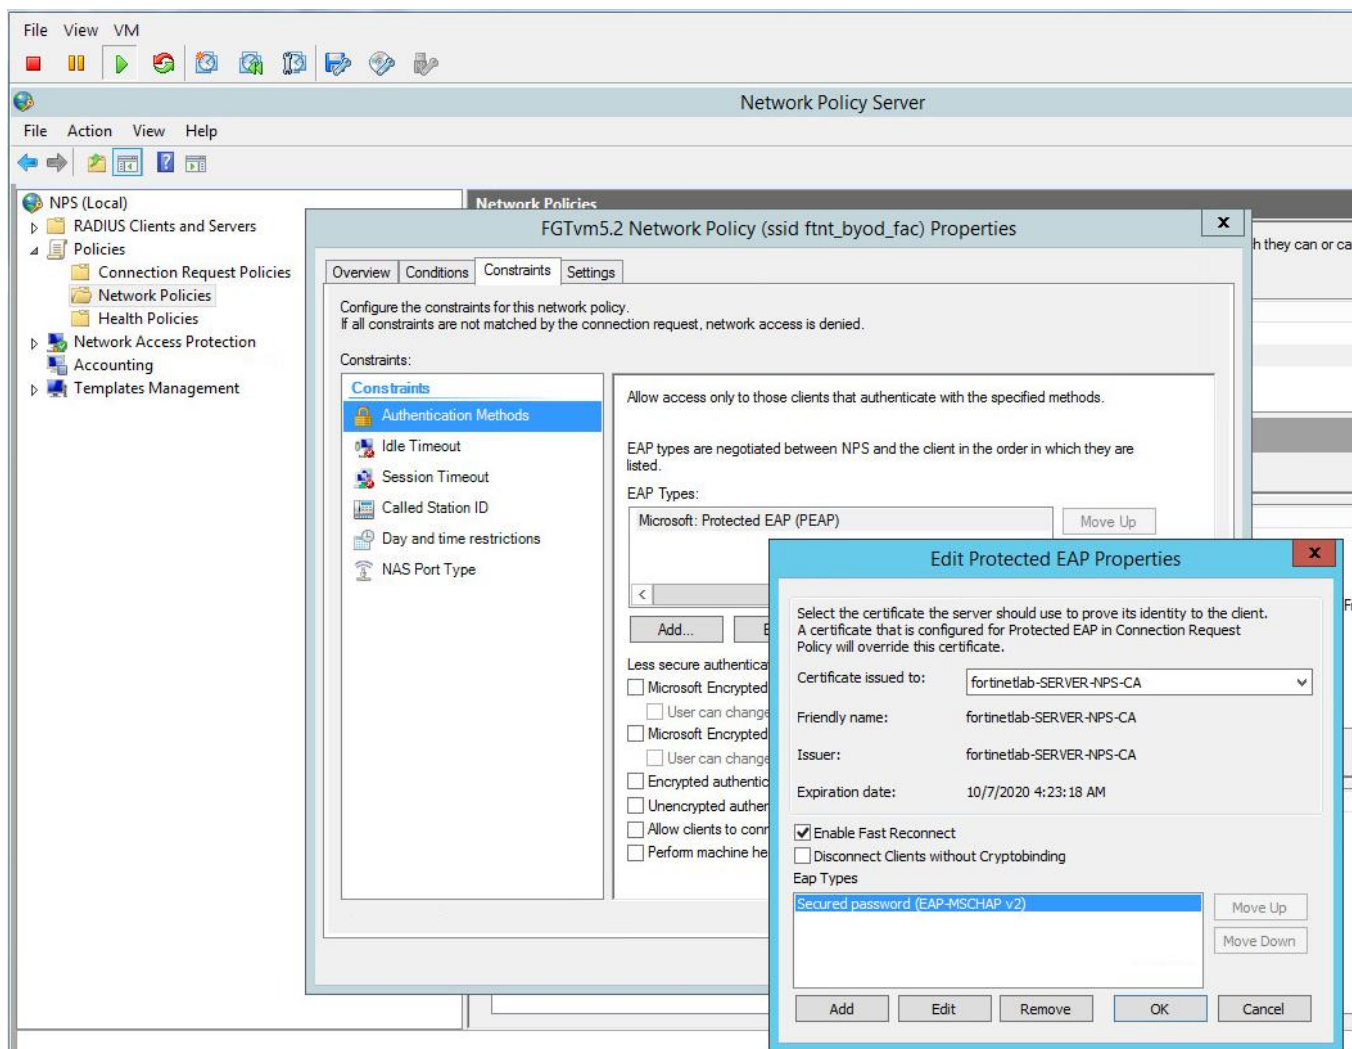 File View VM
Network Policy Server
File Action View Help
NPS (Local)
RADIUS Clients and Servers
Policies
Connection Request Policies
Network Policies
Health Policies
Network Access Protection
Accounting
Templates Management
Network Policies
h they can or ca
FGTvm5.2 Network Policy (ssid ftnt_byod_fac) Properties
x
Overview Conditions Constraints Settings
Configure the constraints for this network policy.
If all constraints are not matched by the connection request, network access is denied.
Constraints:
Constraints
Authentication Methods
Idle Timeout
Session Timeout
Called Station ID
Day and time restrictions
NAS Port Type
Allow access only to those clients that authenticate with the specified methods.
EAP types are negotiated between NPS and the client in the order in which they are
listed.
EAP Types:
Microsoft: Protected EAP (PEAP)
Move Up
Add...
Less secure authentica
Microsoft Encrypted
User can change
Microsoft Encrypted
User can change
Encrypted authentic
Unencrypted auther
Allow clients to conr
Perform machine he
Edit Protected EAP Properties
x
Select the certificate the server should use to prove its identity to the client.
A certificate that is configured for Protected EAP in Connection Request
Policy will override this certificate.
Certificate issued to: fortinetlab-SERVER-NPS-CA
Friendly name: fortinetlab-SERVER-NPS-CA
Issuer: fortinetlab-SERVER-NPS-CA
Expiration date: 10/7/2020 4:23:18 AM
Enable Fast Reconnect
Disconnect Clients without Cryptobinding
Eap Types
Secured password (EAP-MSCHAP v2)
Move Up
Move Down
Add Edit Remove OK Cancel